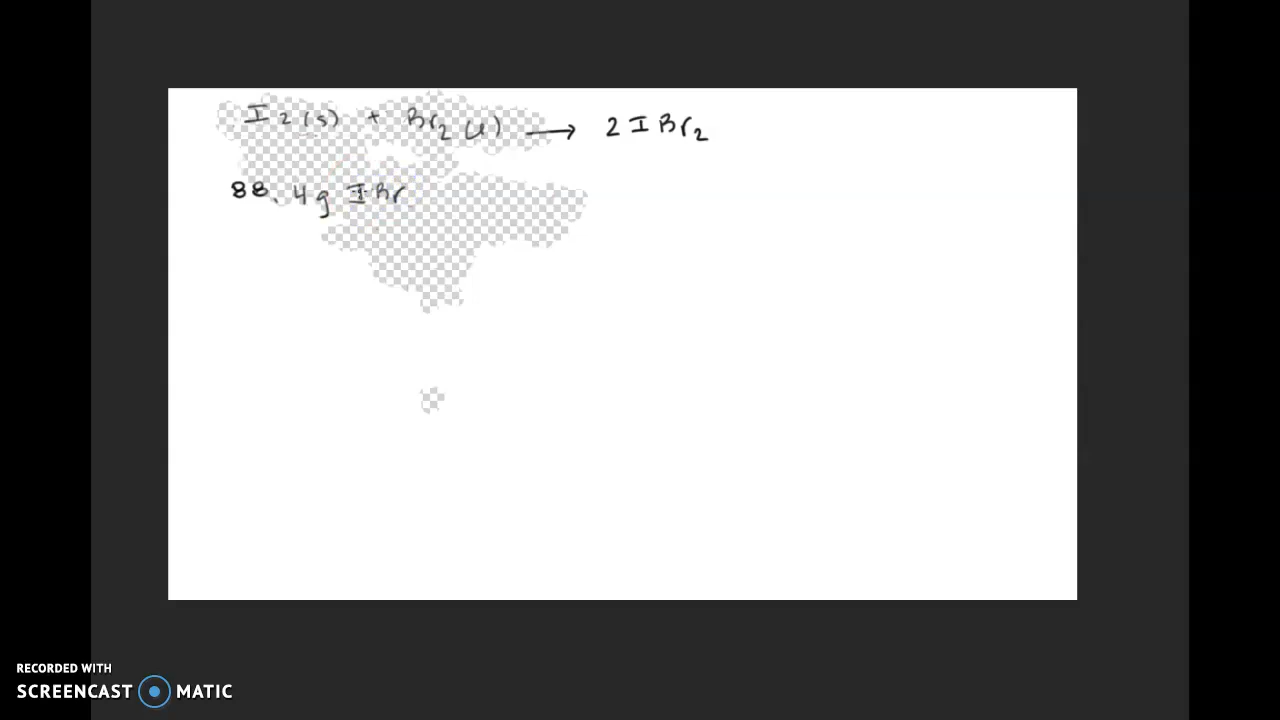 I2(s) + Br2(l) → 2IBr2
88.4g IBr
RECORDED WITH
SCREENCAST MATIC